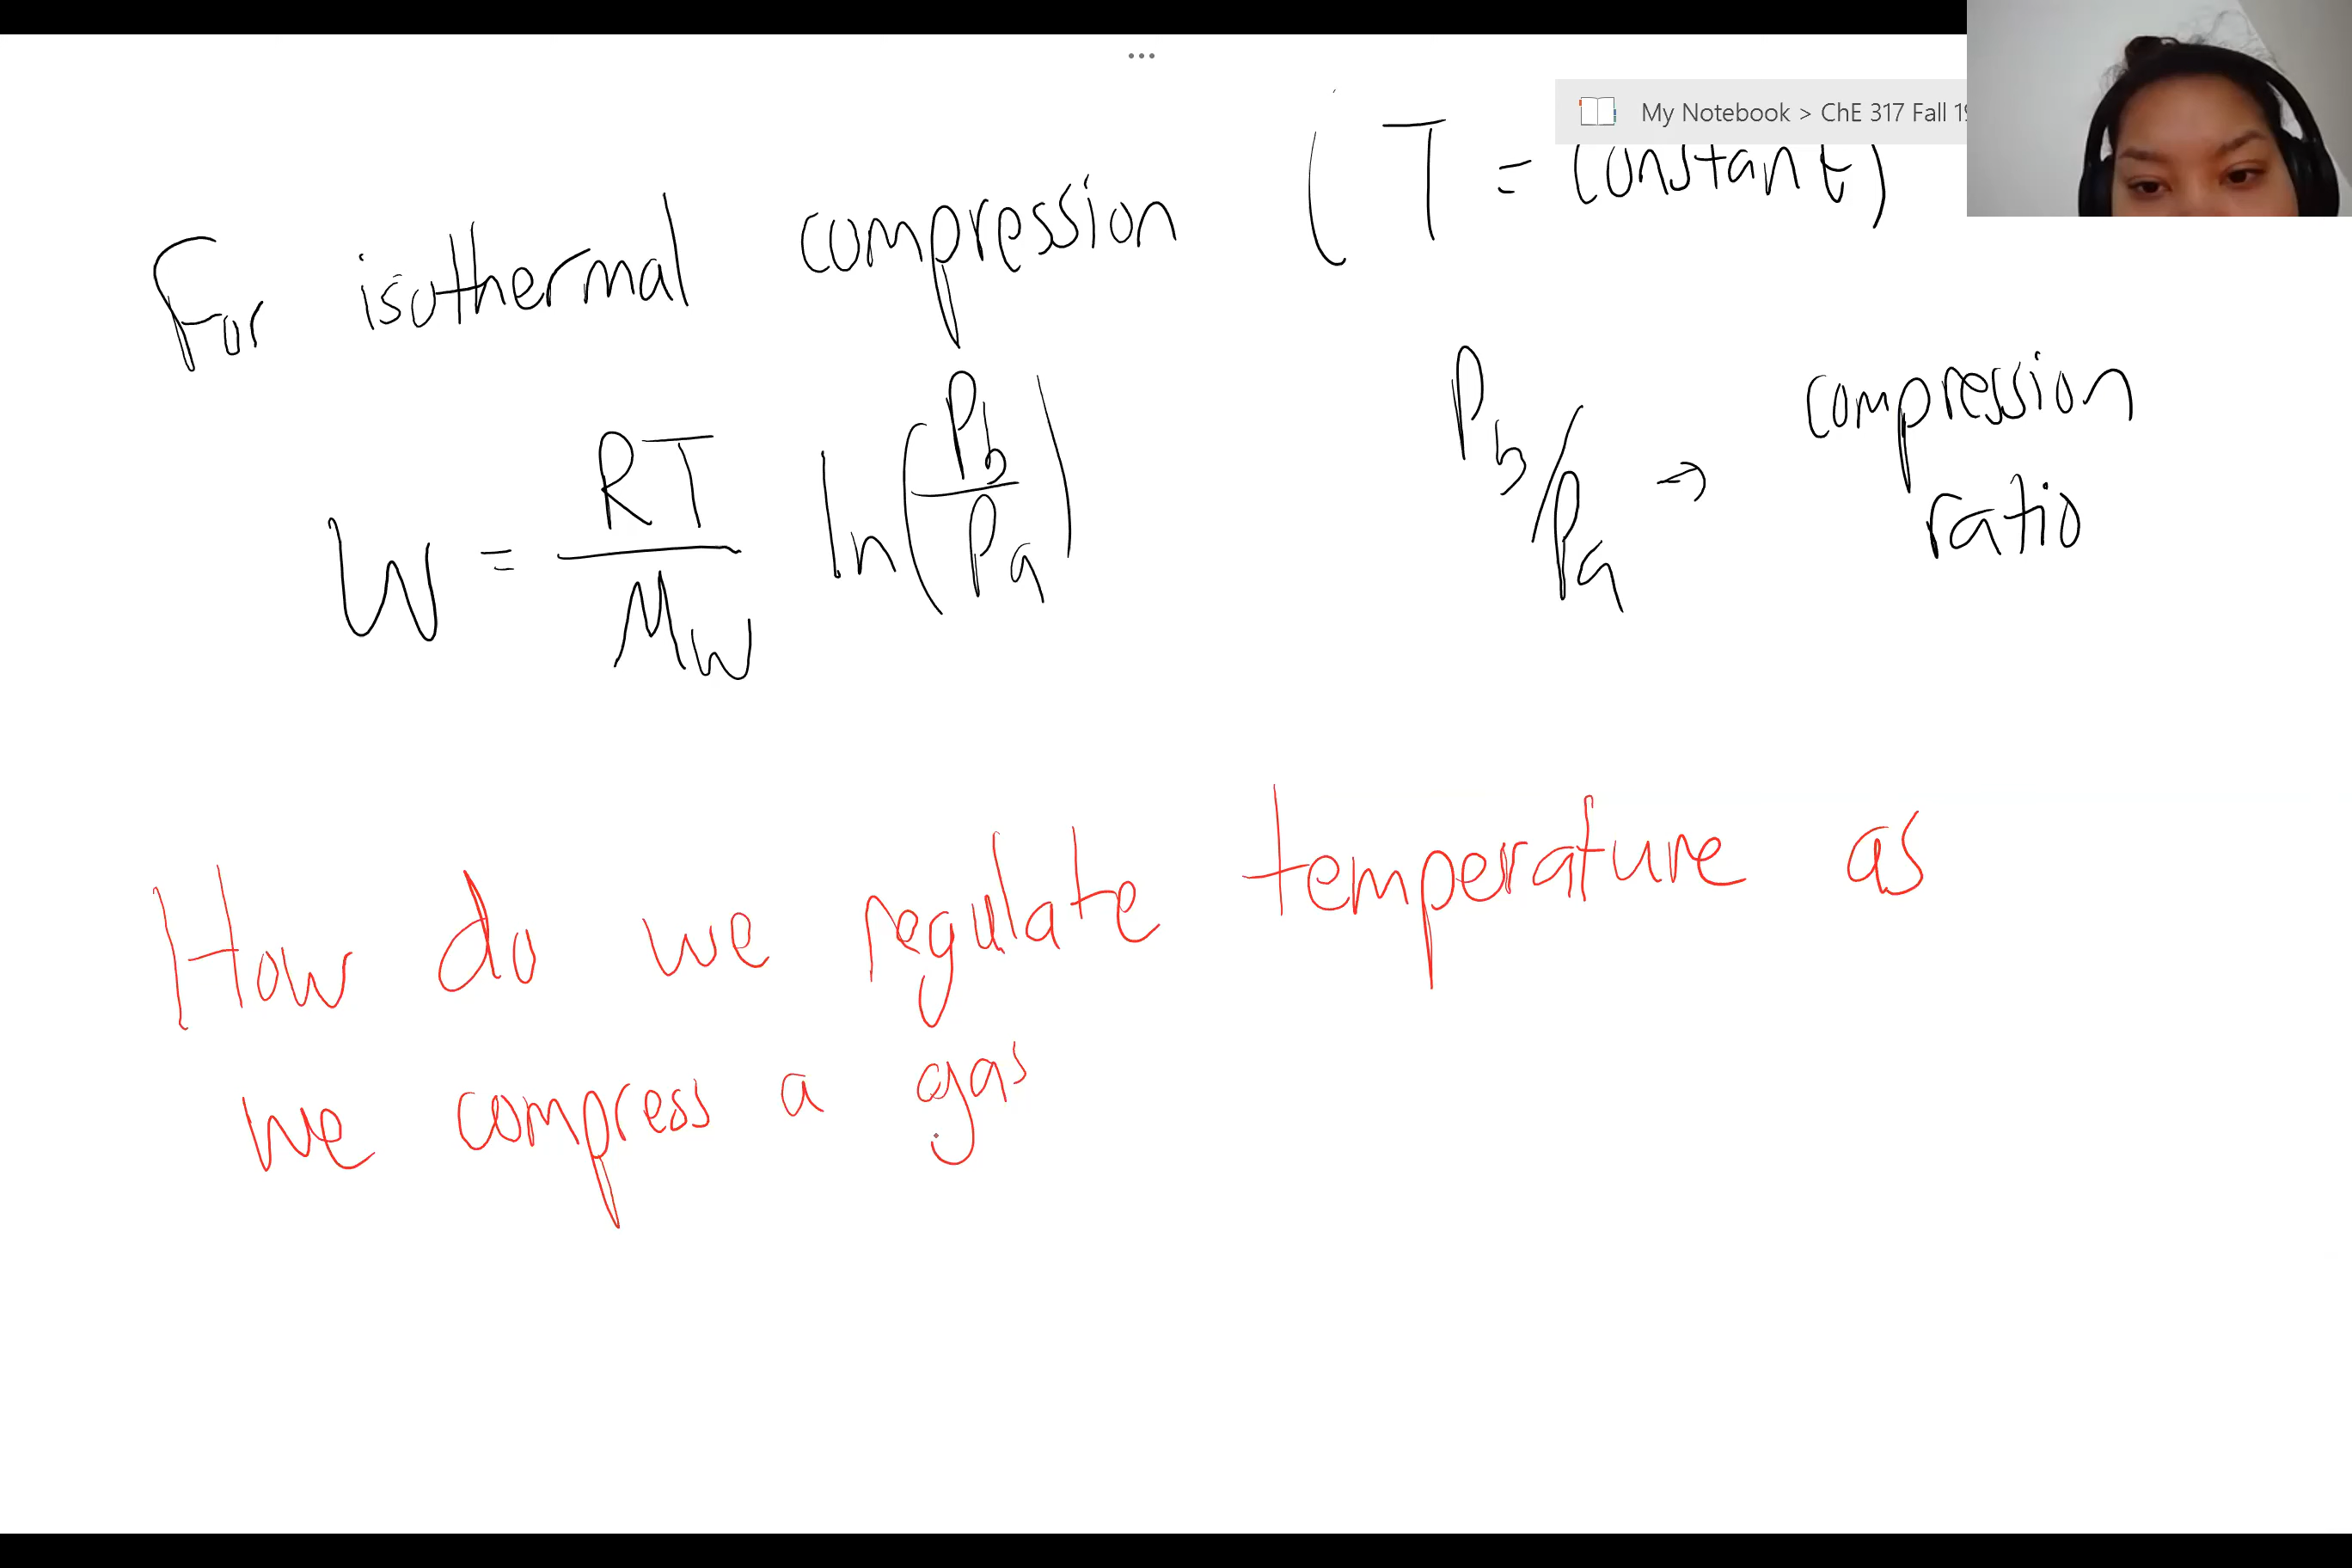 ...
My Notebook > ChE 317 Fall 19
For isothermal compression (T = constant)
W = RT/Mw ln(Pb/Pa)
Pb/Pa → compression ratio
How do we regulate temperature as
we compress a gas